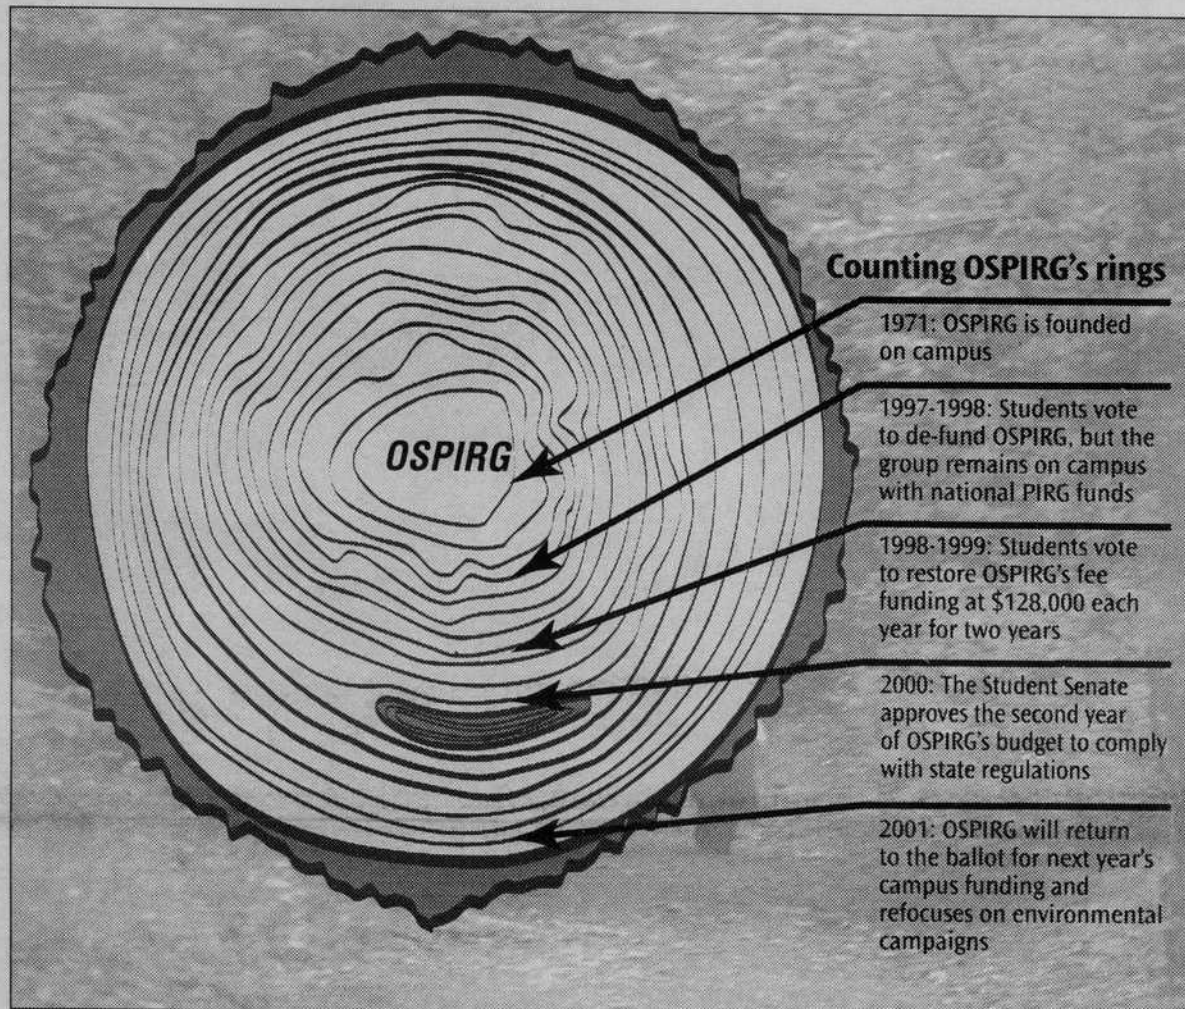 OSPIRG
Counting OSPIRG's rings
1971: OSPIRG is founded
on campus
1997-1998: Students vote
to de-fund OSPIRG, but the
group remains on campus
with national PIRG funds
1998-1999: Students vote
to restore OSPIRG's fee
funding at $128,000 each
year for two years
2000: The Student Senate
approves the second year
of OSPIRG's budget to comply
with state regulations
2001: OSPIRG will return
to the ballot for next year's
campus funding and
refocuses on environmental
campaigns